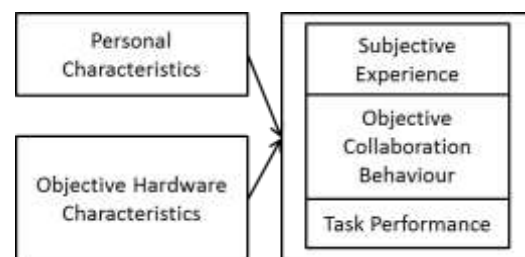 Personal
Characteristics
Objective Hardware
Characteristics
Subjective
Experience
Objective
Collaboration
Behaviour
Task Performance